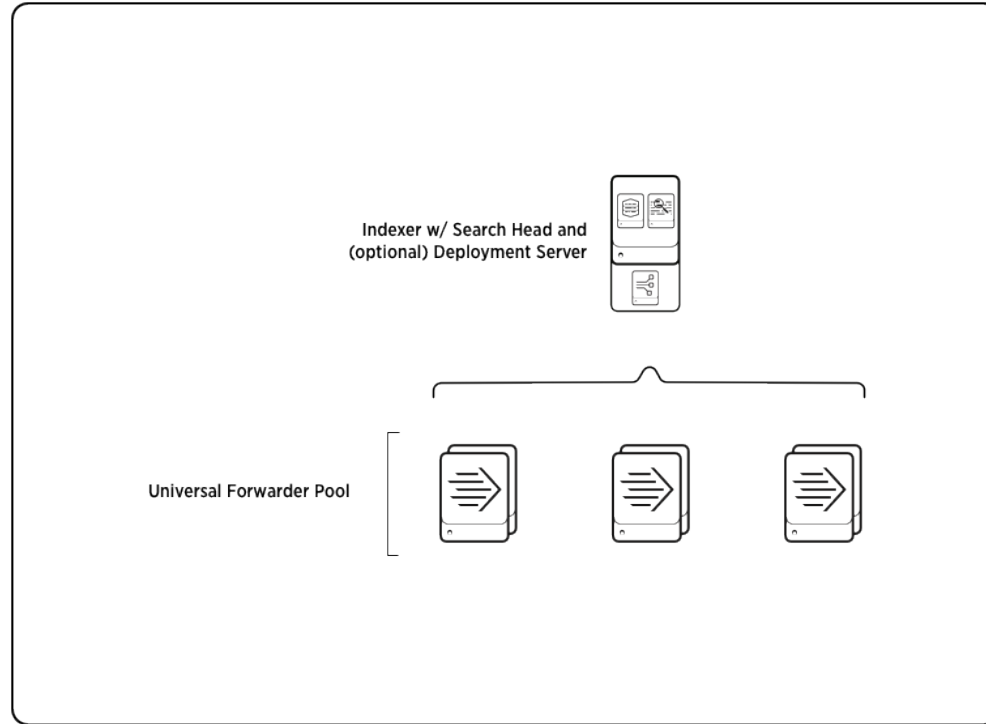 Indexer w/ Search Head and
(optional) Deployment Server
Universal Forwarder Pool